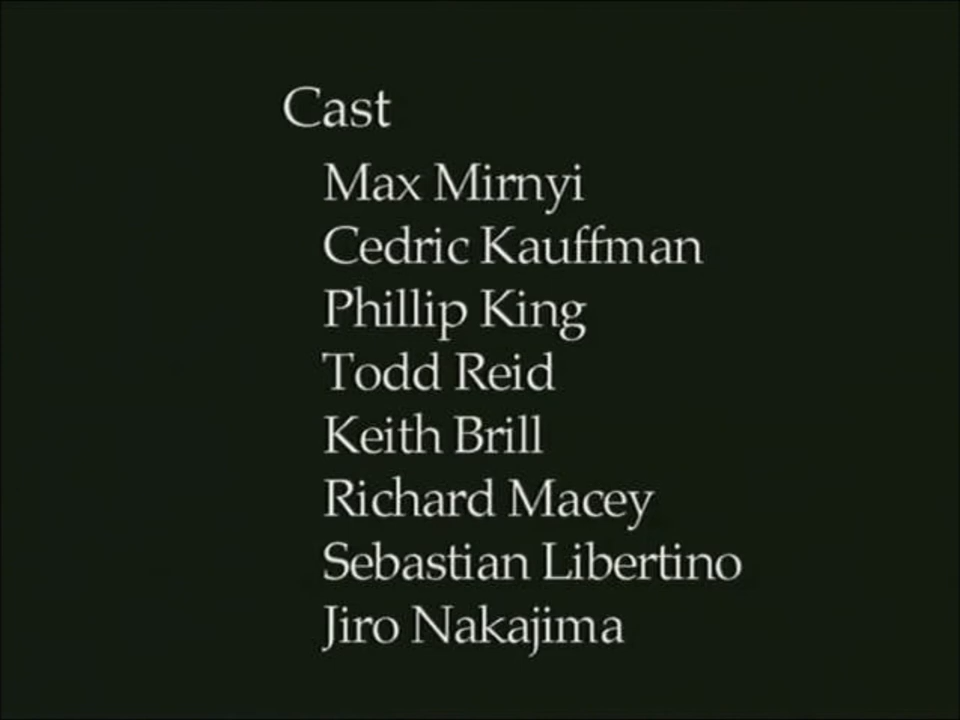 Cast
Max Mirnyi
Cedric Kauffman
Phillip King
Todd Reid
Keith Brill
Richard Macey
Sebastian Libertino
Jiro Nakajima